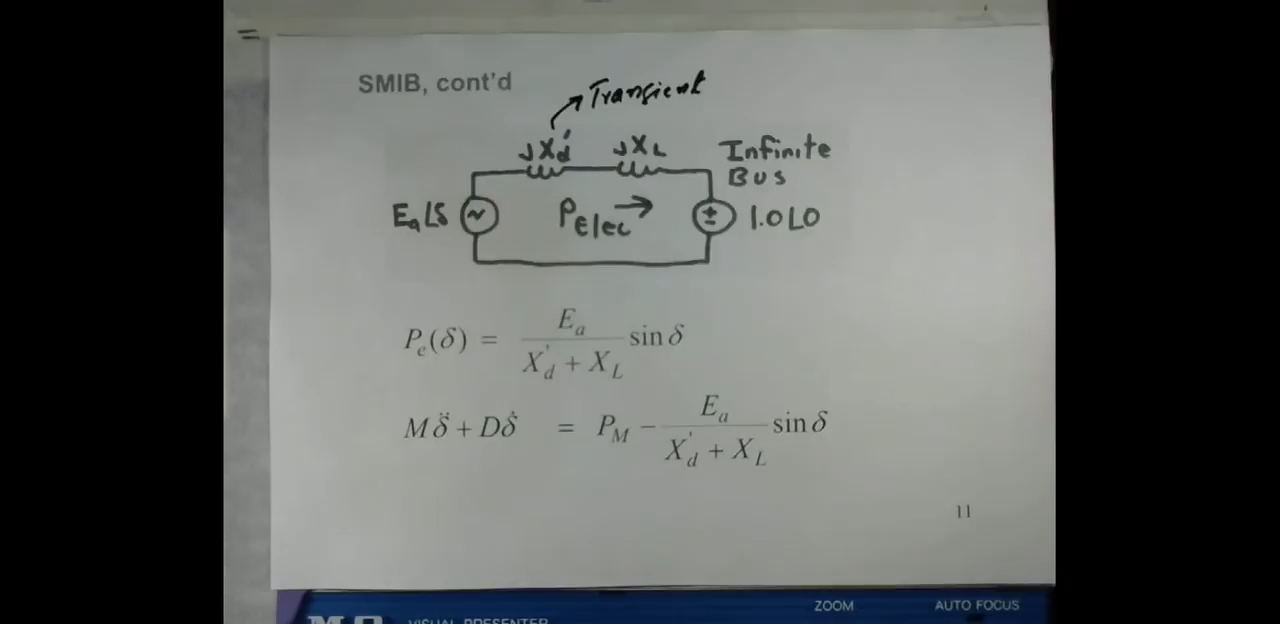 SMIB, cont'd
Transient
jXd' jXL
Infinite
Bus
Ea∠δ PElec → 1.0∠0
Pe(δ) = Ea / (X'd + XL) sin δ
Mδ̈ + Dδ̇ = PM − Ea / (X'd + XL) sin δ
11
ZOOM AUTO FOCUS
VISUAL PRESENTER